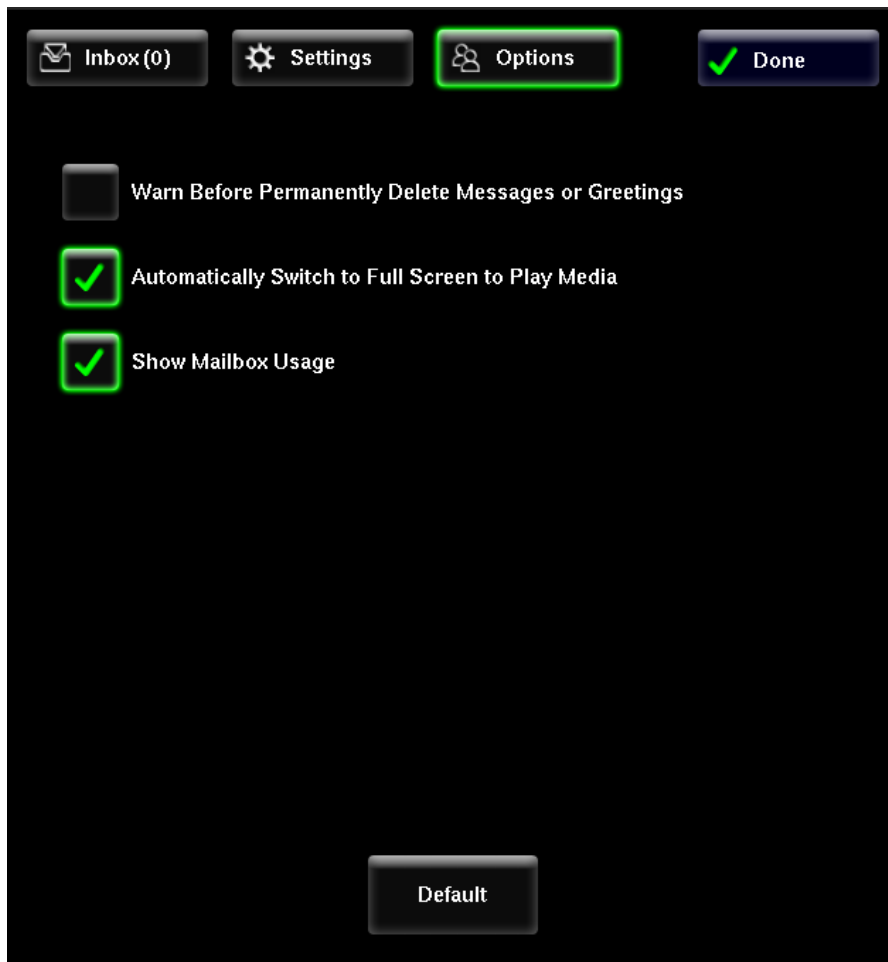 Inbox (0)
Settings
Options
Done
Warn Before Permanently Delete Messages or Greetings
Automatically Switch to Full Screen to Play Media
Show Mailbox Usage
Default